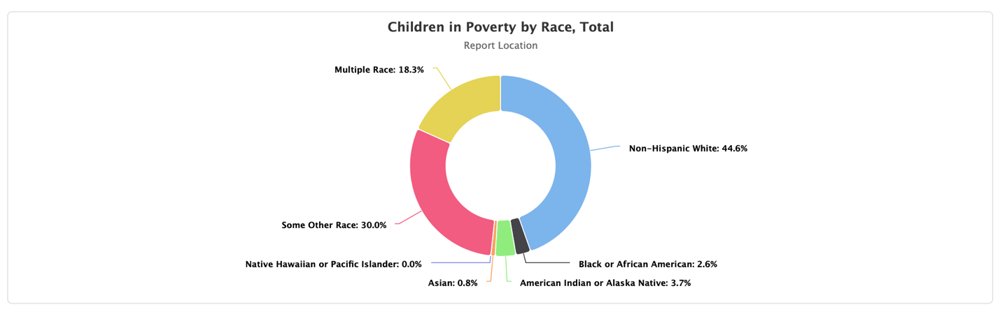 Children in Poverty by Race, Total
Report Location
Multiple Race: 18.3%
Non-Hispanic White: 44.6%
Some Other Race: 30.0%
Native Hawaiian or Pacific Islander: 0.0%
Black or African American: 2.6%
Asian: 0.8%
American Indian or Alaska Native: 3.7%